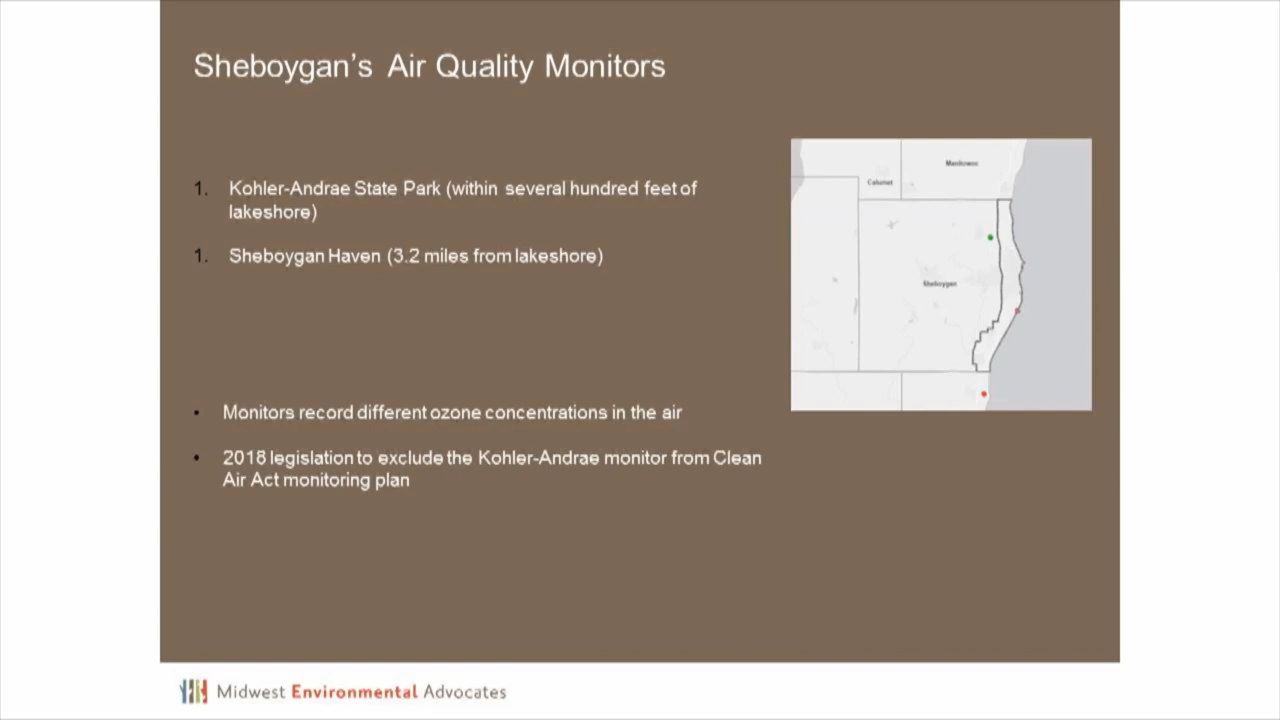 Sheboygan's Air Quality Monitors
1. Kohler-Andrae State Park (within several hundred feet of
lakeshore)
1. Sheboygan Haven (3.2 miles from lakeshore)
• Monitors record different ozone concentrations in the air
• 2018 legislation to exclude the Kohler-Andrae monitor from Clean
Air Act monitoring plan
Manitowoc
Calumet
Sheboygan
Midwest Environmental Advocates